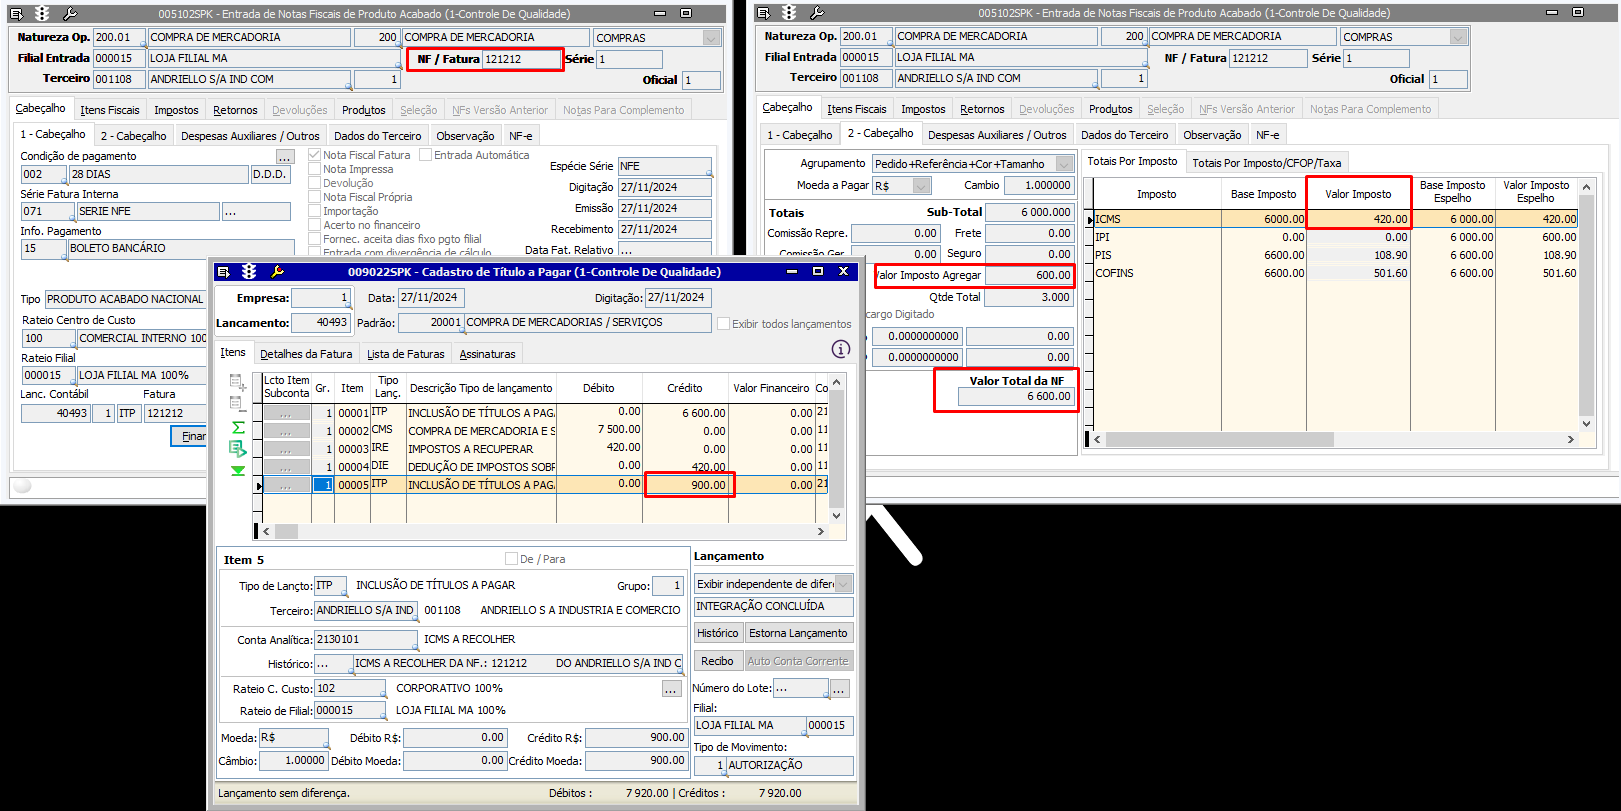 005102SPK - Entrada de Notas Fiscais de Produto Acabado (1-Controle De Qualidade)
Natureza Op. 200.01 COMPRA DE MERCADORIA 200 COMPRA DE MERCADORIA COMPRAS
Filial Entrada 000015 LOJA FILIAL MA NF / Fatura 121212 Série 1
Terceiro 001108 ANDRIELLO S/A IND COM 1 Oficial 1
Cabeçalho Itens Fiscais Impostos Retornos Devoluções Produtos Seleção NFs Versão Anterior Notas Para Complemento
1 - Cabeçalho 2 - Cabeçalho Despesas Auxiliares / Outros Dados do Terceiro Observação NF-e
Condição de pagamento ...
002 28 DIAS D.D.D.
Série Fatura Interna
071 SERIE NFE ...
Info. Pagamento
15 BOLETO BANCÁRIO
Nota Fiscal Fatura Entrada Automática
Nota Impressa
Devolução
Nota Fiscal Própria
Importação
Acerto no financeiro
Fornec. aceita dias fixo pgto filial
Entrada com divergência de cálculo
Espécie Série NFE
Digitação 27/11/2024
Emissão 27/11/2024
Recebimento 27/11/2024
Data Fat. Relativo ...
Tipo PRODUTO ACABADO NACIONAL
Rateio Centro de Custo
100 COMERCIAL INTERNO 100
Rateio Filial
000015 LOJA FILIAL MA 100%
Lanc. Contábil Fatura
40493 1 ITP 121212
Finan
005102SPK - Entrada de Notas Fiscais de Produto Acabado (1-Controle De Qualidade)
Natureza Op. 200.01 COMPRA DE MERCADORIA 200 COMPRA DE MERCADORIA COMPRAS
Filial Entrada 000015 LOJA FILIAL MA NF / Fatura 121212 Série 1
Terceiro 001108 ANDRIELLO S/A IND COM 1 Oficial 1
Cabeçalho Itens Fiscais Impostos Retornos Devoluções Produtos Seleção NFs Versão Anterior Notas Para Complemento
1 - Cabeçalho 2 - Cabeçalho Despesas Auxiliares / Outros Dados do Terceiro Observação NF-e
Agrupamento Pedido+Referência+Cor+Tamanho
Moeda a Pagar R$ Cambio 1.000000
Totais Sub-Total 6 000.000
Comissão Repre. 0.00 Frete 0.00
Comissão Ger. 0.00 Seguro 0.00
Valor Imposto Agregar 600.00
Qtde Total 3.000
cargo Digitado
0.0000000000 0.00
0.0000000000 0.00
Valor Total da NF
6 600.00
Totais Por Imposto Totais Por Imposto/CFOP/Taxa
Imposto Base Imposto Valor Imposto Base Imposto Espelho Valor Imposto Espelho
ICMS 6000.00 420.00 6 000.00 420.00
IPI 0.00 0.00 6 000.00 600.00
PIS 6600.00 108.90 6 600.00 108.90
COFINS 6600.00 501.60 6 600.00 501.60
009022SPK - Cadastro de Título a Pagar (1-Controle De Qualidade)
Empresa: 1 Data: 27/11/2024 Digitação: 27/11/2024
Lancamento: 40493 Padrão: 20001 COMPRA DE MERCADORIAS / SERVIÇOS Exibir todos lançamentos
Itens Detalhes da Fatura Lista de Faturas Assinaturas
Lcto Item Subconta Gr. Item Tipo Lanç. Descrição Tipo de lançamento Débito Crédito Valor Financeiro Co
... 1 00001 ITP INCLUSÃO DE TÍTULOS A PAGA 0.00 6 600.00 0.00 21
... 1 00002 CMS COMPRA DE MERCADORIA E S 7 500.00 0.00 0.00 11
... 1 00003 IRE IMPOSTOS A RECUPERAR 420.00 0.00 0.00 11
... 1 00004 DIE DEDUÇÃO DE IMPOSTOS SOBR 0.00 420.00 0.00 11
... 1 00005 ITP INCLUSÃO DE TÍTULOS A PAGA 0.00 900.00 0.00 21
Item 5 De / Para
Tipo de Lançto: ITP INCLUSÃO DE TÍTULOS A PAGAR Grupo: 1
Terceiro: ANDRIELLO S/A IND 001108 ANDRIELLO S A INDUSTRIA E COMERCIO
Conta Analítica: 2130101 ICMS A RECOLHER
Histórico: ... ICMS A RECOLHER DA NF.: 121212 DO ANDRIELLO S/A IND C
Rateio C. Custo: 102 CORPORATIVO 100% ...
Rateio de Filial: 000015 LOJA FILIAL MA 100%
Moeda: R$ Débito R$: 0.00 Crédito R$: 900.00
Câmbio: 1.00000 Débito Moeda: 0.00 Crédito Moeda: 900.00
Lançamento
Exibir independente de difere
INTEGRAÇÃO CONCLUÍDA
Histórico Estorna Lançamento
Recibo Auto Conta Corrente
Número do Lote: ... ...
Filial:
LOJA FILIAL MA 000015
Tipo de Movimento:
1 AUTORIZAÇÃO
Lançamento sem diferença. Débitos : 7 920.00 | Créditos : 7 920.00